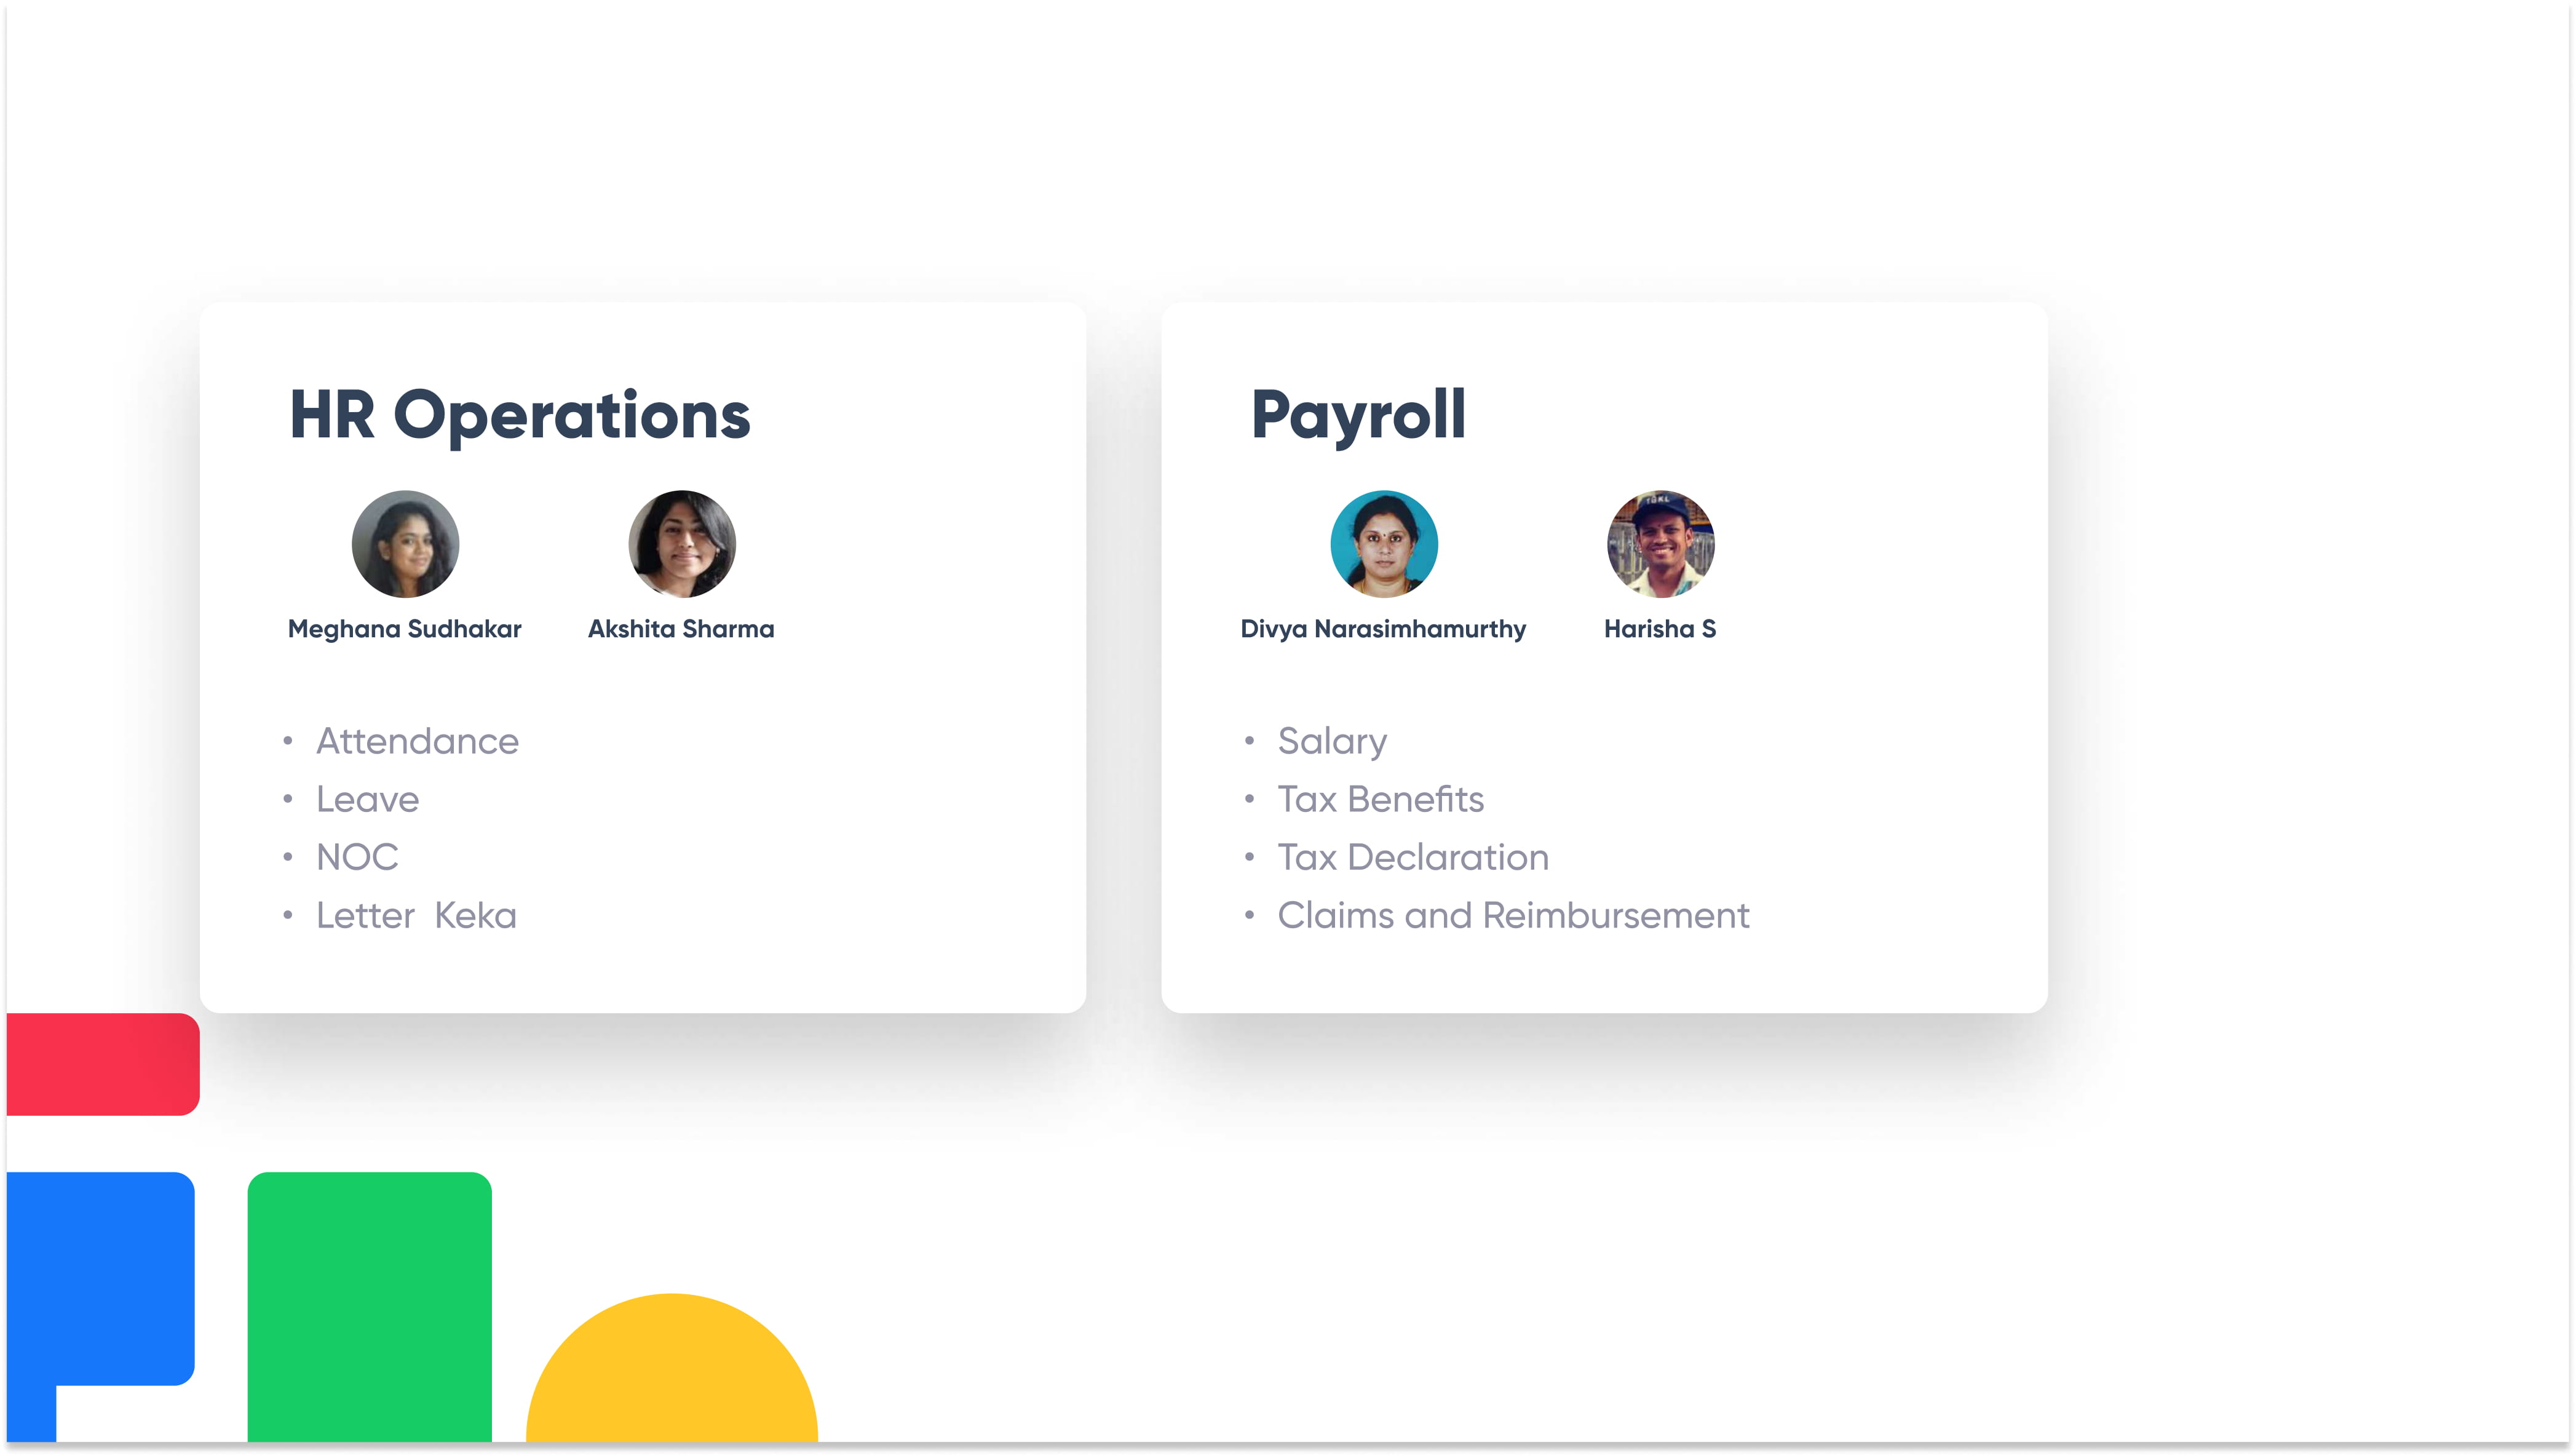 HR Operations
Meghana Sudhakar
Akshita Sharma
• Attendance
• Leave
• NOC
• Letter  Keka
Payroll
Divya Narasimhamurthy
Harisha S
• Salary
• Tax Benefits
• Tax Declaration
• Claims and Reimbursement